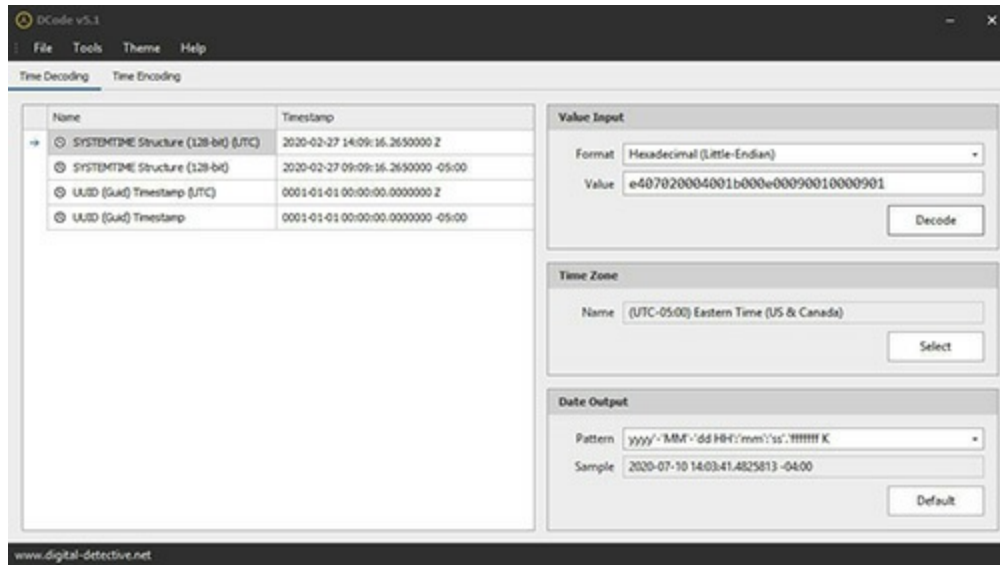 DCode v5.1
File Tools Theme Help
Time Decoding Time Encoding
Name Timestamp
SYSTEMTIME Structure (128-bit) (UTC) 2020-02-27 14:09:16.2650000 Z
SYSTEMTIME Structure (128-bit) 2020-02-27 09:09:16.2650000 -05:00
UUID (Guid) Timestamp (UTC) 0001-01-01 00:00:00.0000000 Z
UUID (Guid) Timestamp 0001-01-01 00:00:00.0000000 -05:00
Value Input
Format Hexadecimal (Little-Endian)
Value e407020004001b000e00090010000901
Decode
Time Zone
Name (UTC-05:00) Eastern Time (US & Canada)
Select
Date Output
Pattern yyyy'-'MM'-'dd HH':'mm':'ss'.'fffffff K
Sample 2020-07-10 14:03:41.4825813 -04:00
Default
www.digital-detective.net